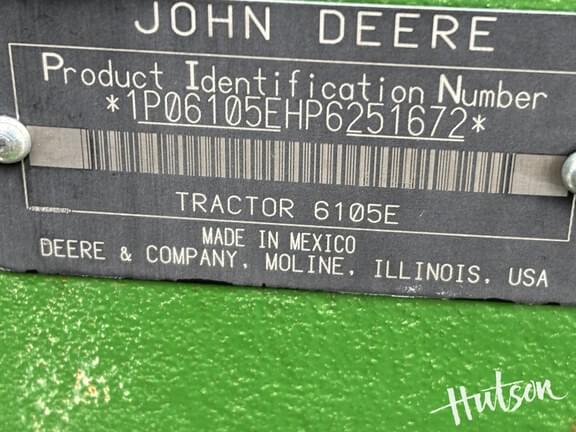 JOHN DEERE
Product Identification Number
*1P06105EHP6251672*
TRACTOR 6105E
MADE IN MEXICO
DEERE & COMPANY, MOLINE, ILLINOIS, USA
Hutson